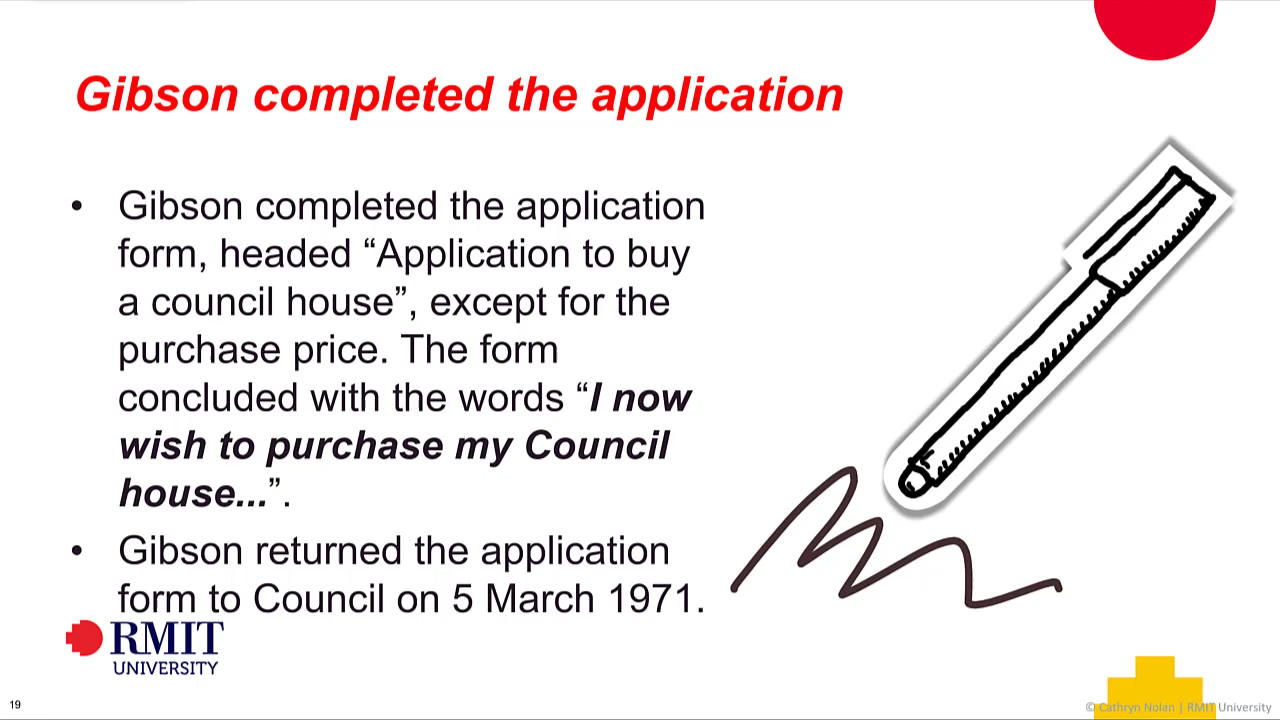 Gibson completed the application
• Gibson completed the application
form, headed “Application to buy
a council house”, except for the
purchase price. The form
concluded with the words “I now
wish to purchase my Council
house...”.
• Gibson returned the application
form to Council on 5 March 1971.
RMIT
UNIVERSITY
19
© Cathryn Nolan | RMIT University